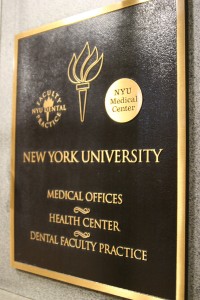 FACULTY
NYU DENTAL
PRACTICE
NYU
Medical
Center
NEW YORK UNIVERSITY
MEDICAL OFFICES
HEALTH CENTER
DENTAL FACULTY PRACTICE